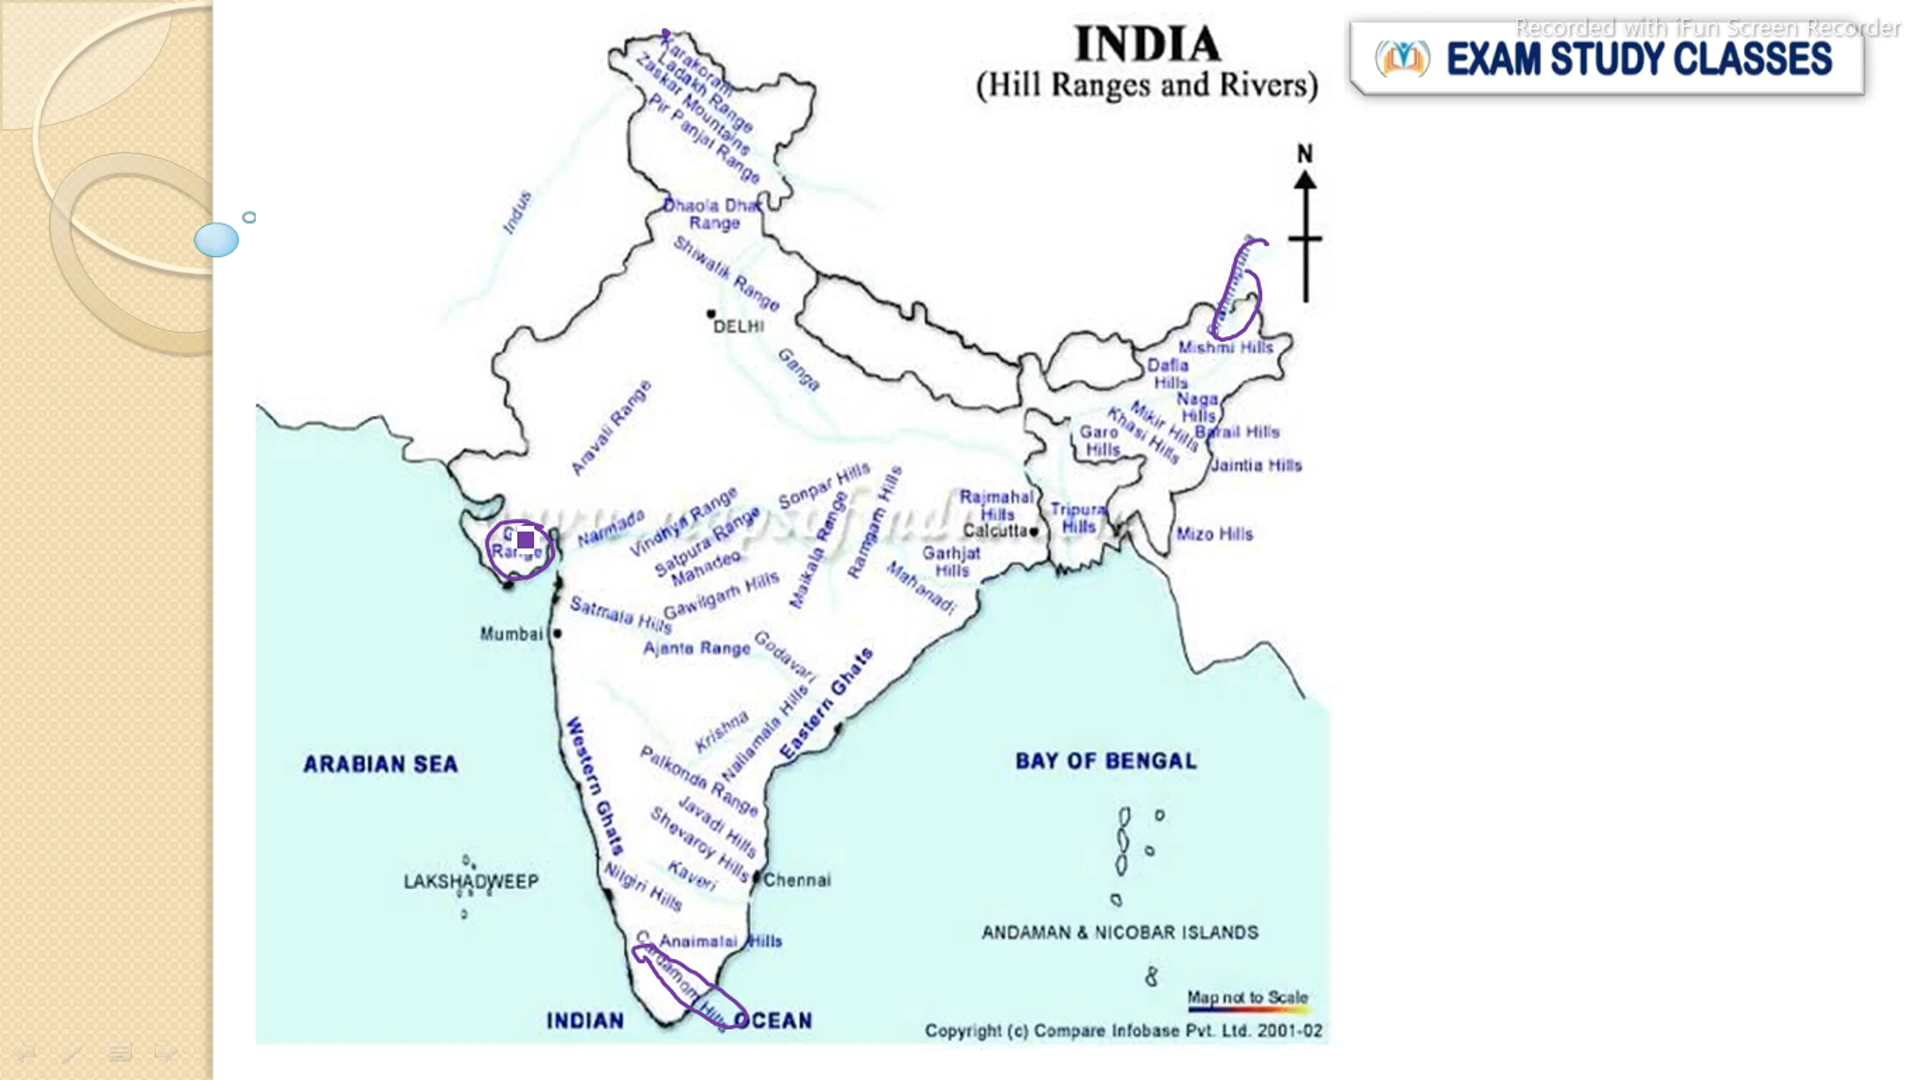 Recorded with iFun Screen Recorder
EXAM STUDY CLASSES
INDIA
(Hill Ranges and Rivers)
N
Karakoram
Ladakh Range
Zaskar Mountains
Pir Panjal Range
Indus
Dhaola Dhar
Range
Shiwalik Range
DELHI
Ganga
Mishmi Hills
Dafla
Hills
Naga
Hills
Mikir Hills
Khasi Hills
Garo
Hills
Barail Hills
Jaintia Hills
Aravali Range
Sonpar Hills
Rajmahal
Hills
Calcutta
Tripura
Hills
Mizo Hills
Range
Narmada
Vindhya Range
Satpura Range
Mahadeo
Maikala Range
Ramgarh Hills
Garhjat
Hills
Mahanadi
Gawilgarh Hills
Satmala Hills
Mumbai
Ajanta Range
Godavari
Eastern Ghats
Krishna
Nallamala Hills
Western Ghats
Palkonda Range
ARABIAN SEA
BAY OF BENGAL
Javadi Hills
Shevaroy Hills
LAKSHADWEEP
Kaveri
Chennai
Nilgiri Hills
ANDAMAN & NICOBAR ISLANDS
Anaimalai Hills
Cardamom Hills
INDIAN OCEAN
Map not to Scale
Copyright (c) Compare Infobase Pvt. Ltd. 2001-02